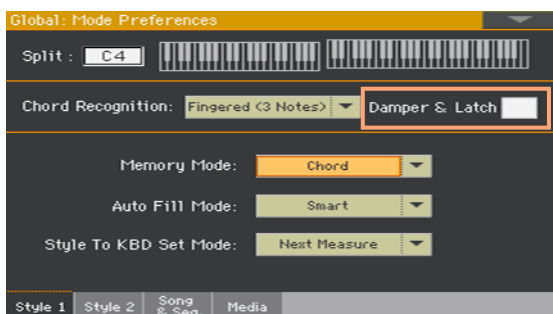 Global: Mode Preferences
Split : C4
Chord Recognition: Fingered (3 Notes) Damper & Latch
Memory Mode: Chord
Auto Fill Mode: Smart
Style To KBD Set Mode: Next Measure
Style 1 Style 2 Song & Seq Media